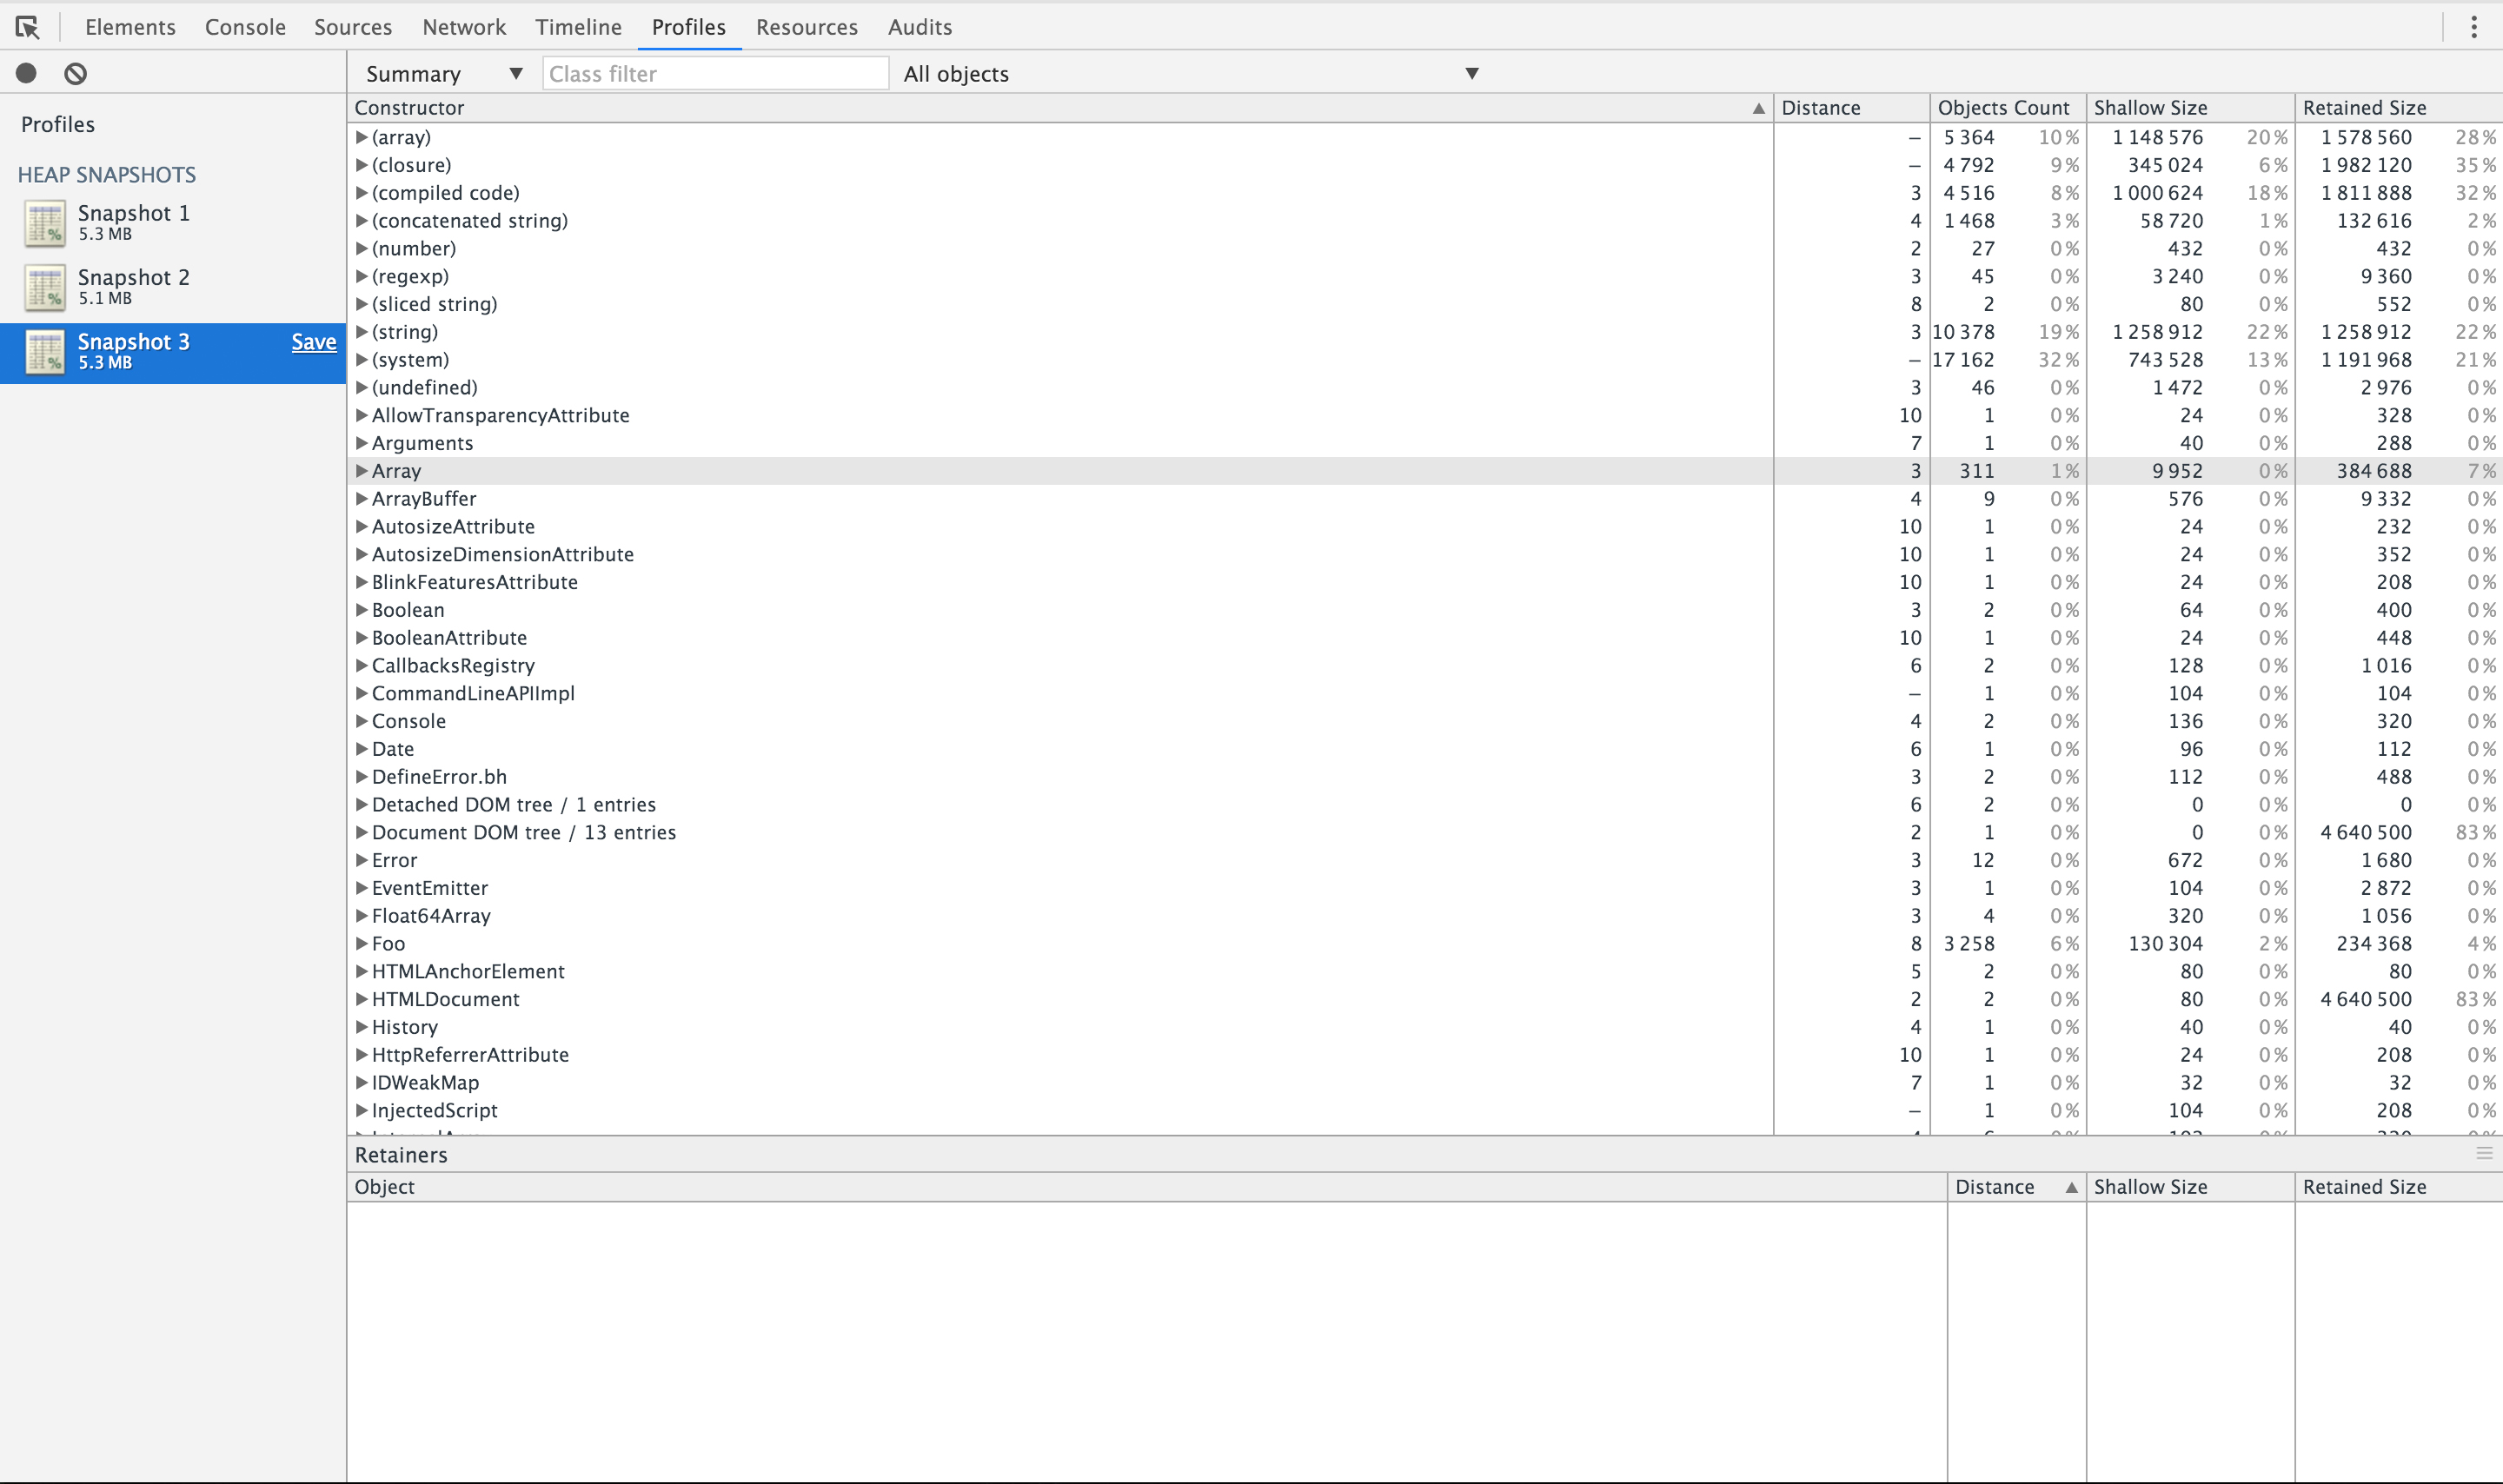 Elements Console Sources Network Timeline Profiles Resources Audits
Summary Class filter All objects
Profiles
HEAP SNAPSHOTS
Snapshot 1
5.3 MB
Snapshot 2
5.1 MB
Snapshot 3 Save
5.3 MB
Constructor Distance Objects Count Shallow Size Retained Size
(array) – 5 364 10% 1 148 576 20% 1 578 560 28%
(closure) – 4 792 9% 345 024 6% 1 982 120 35%
(compiled code) 3 4 516 8% 1 000 624 18% 1 811 888 32%
(concatenated string) 4 1 468 3% 58 720 1% 132 616 2%
(number) 2 27 0% 432 0% 432 0%
(regexp) 3 45 0% 3 240 0% 9 360 0%
(sliced string) 8 2 0% 80 0% 552 0%
(string) 3 10 378 19% 1 258 912 22% 1 258 912 22%
(system) – 17 162 32% 743 528 13% 1 191 968 21%
(undefined) 3 46 0% 1 472 0% 2 976 0%
AllowTransparencyAttribute 10 1 0% 24 0% 328 0%
Arguments 7 1 0% 40 0% 288 0%
Array 3 311 1% 9 952 0% 384 688 7%
ArrayBuffer 4 9 0% 576 0% 9 332 0%
AutosizeAttribute 10 1 0% 24 0% 232 0%
AutosizeDimensionAttribute 10 1 0% 24 0% 352 0%
BlinkFeaturesAttribute 10 1 0% 24 0% 208 0%
Boolean 3 2 0% 64 0% 400 0%
BooleanAttribute 10 1 0% 24 0% 448 0%
CallbacksRegistry 6 2 0% 128 0% 1 016 0%
CommandLineAPIImpl – 1 0% 104 0% 104 0%
Console 4 2 0% 136 0% 320 0%
Date 6 1 0% 96 0% 112 0%
DefineError.bh 3 2 0% 112 0% 488 0%
Detached DOM tree / 1 entries 6 2 0% 0 0% 0 0%
Document DOM tree / 13 entries 2 1 0% 0 0% 4 640 500 83%
Error 3 12 0% 672 0% 1 680 0%
EventEmitter 3 1 0% 104 0% 2 872 0%
Float64Array 3 4 0% 320 0% 1 056 0%
Foo 8 3 258 6% 130 304 2% 234 368 4%
HTMLAnchorElement 5 2 0% 80 0% 80 0%
HTMLDocument 2 2 0% 80 0% 4 640 500 83%
History 4 1 0% 40 0% 40 0%
HttpReferrerAttribute 10 1 0% 24 0% 208 0%
IDWeakMap 7 1 0% 32 0% 32 0%
InjectedScript – 1 0% 104 0% 208 0%
Retainers
Object Distance Shallow Size Retained Size